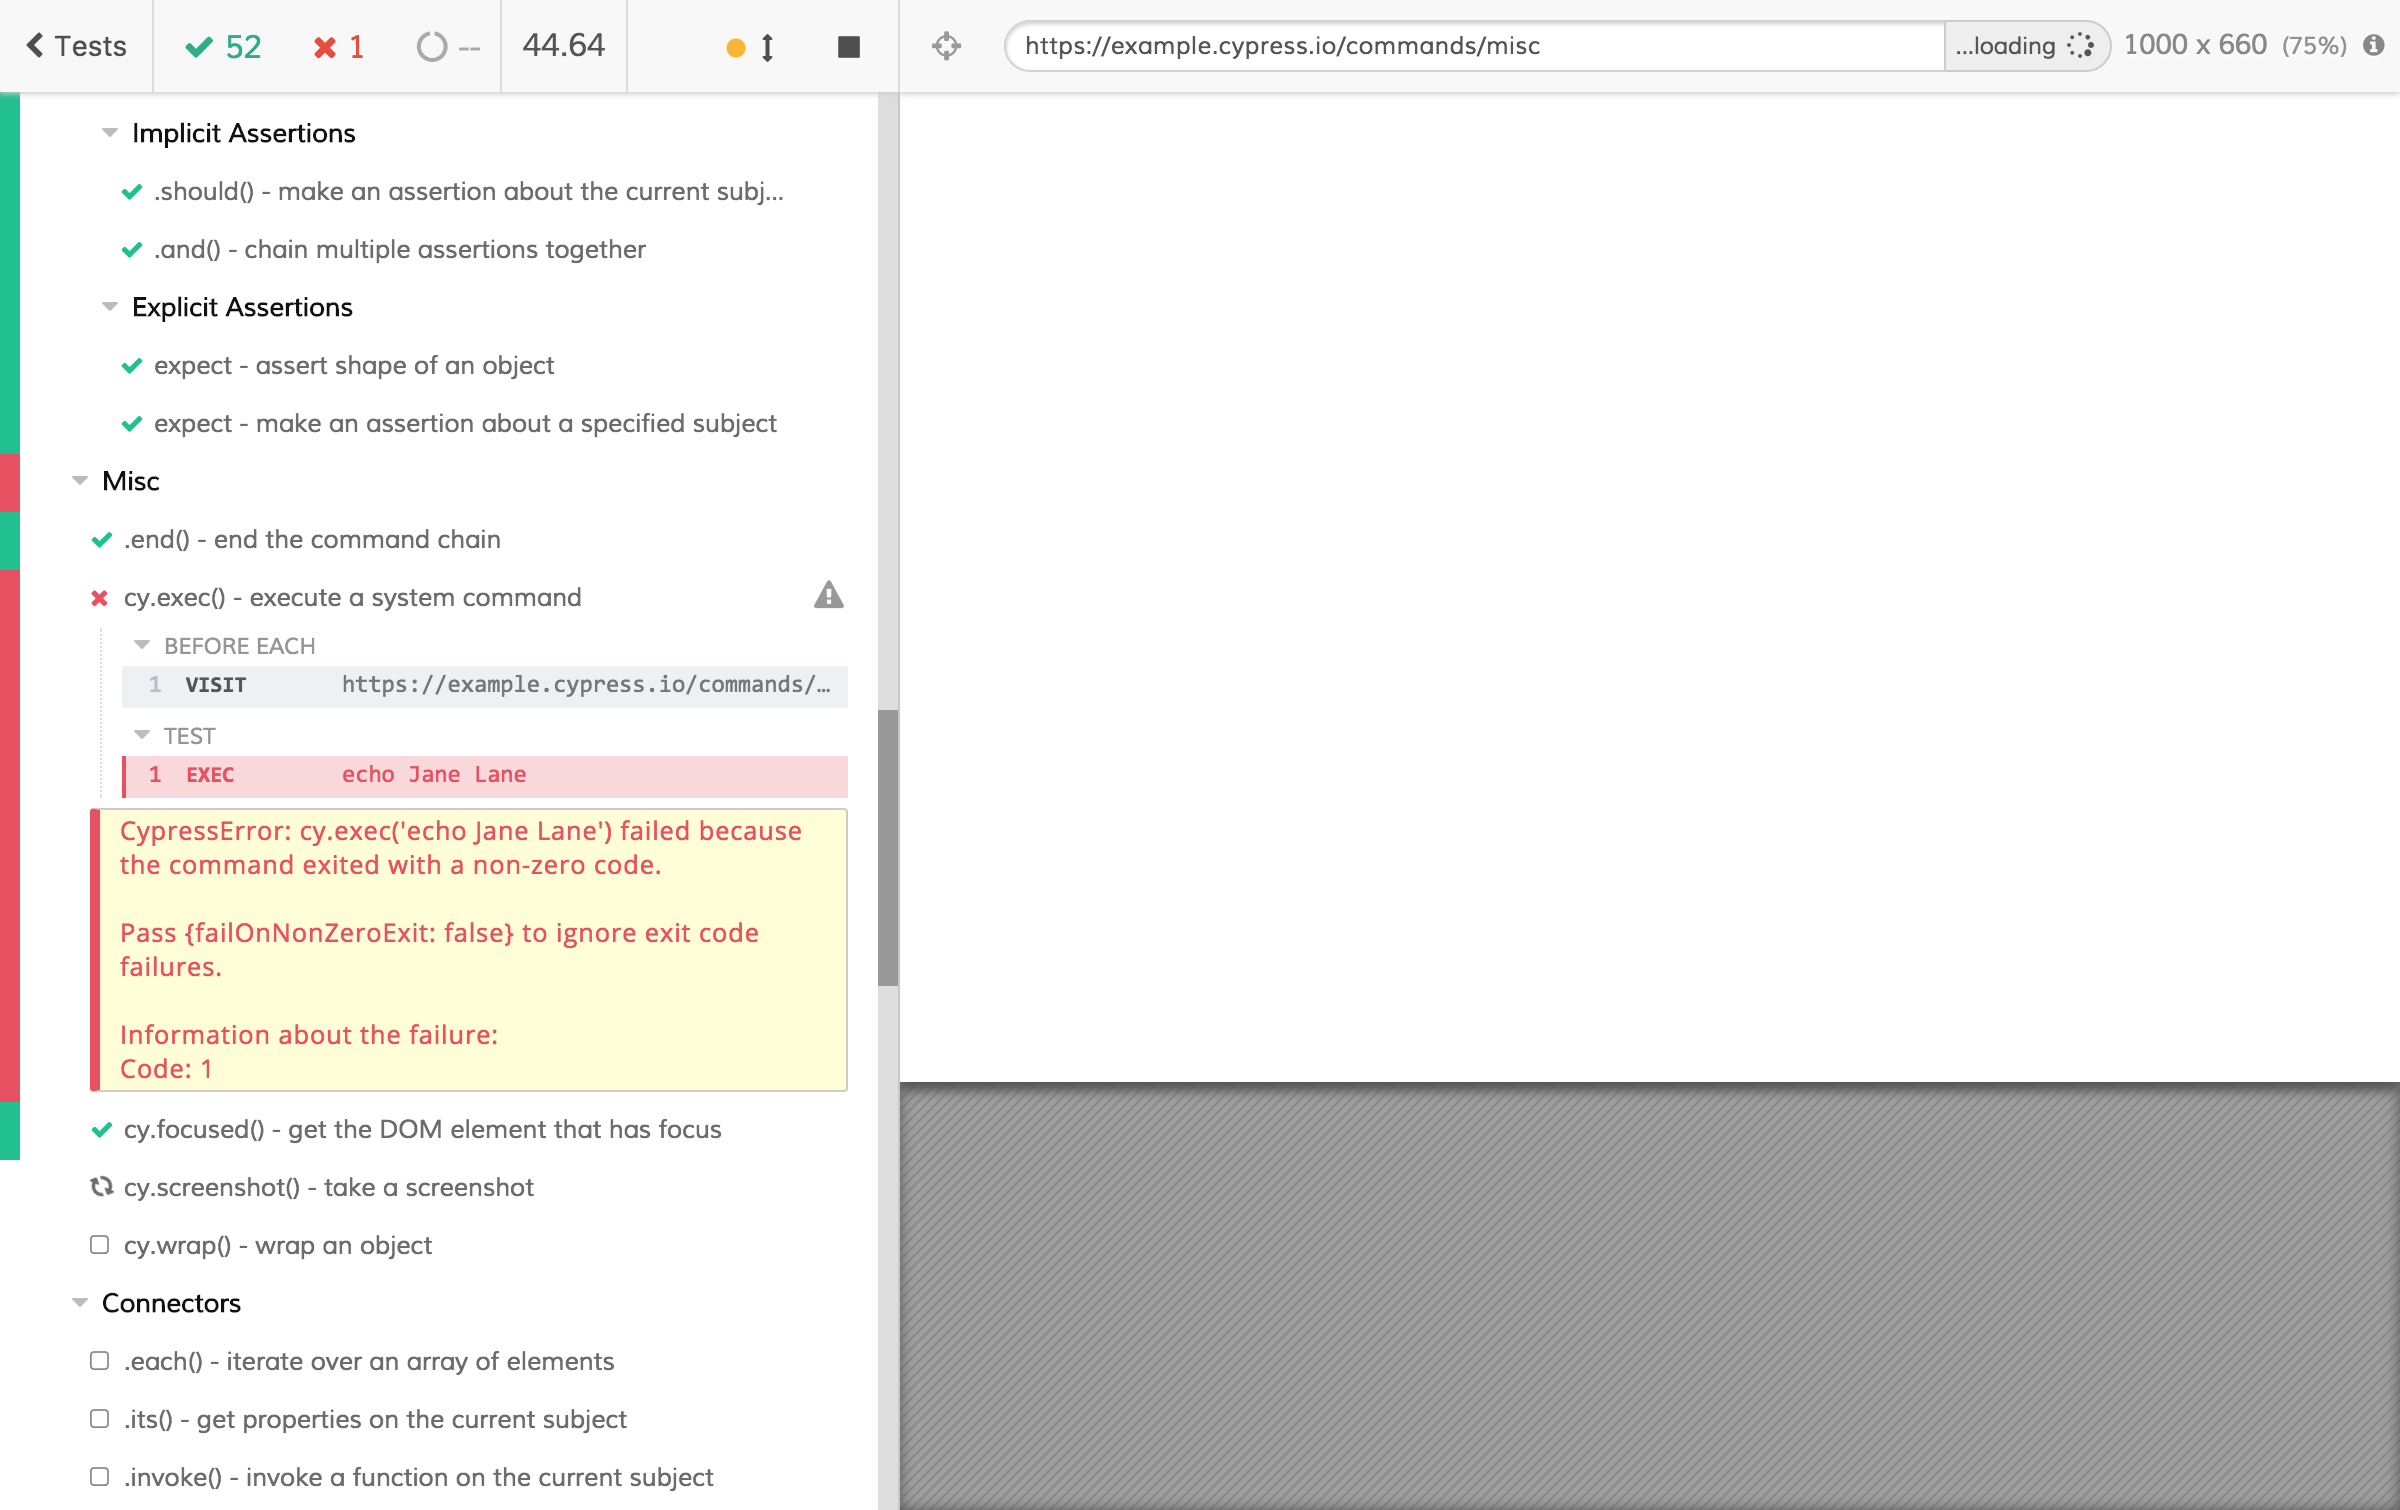 Tests
52
1
--
44.64
https://example.cypress.io/commands/misc
...loading
1000 x 660 (75%)
Implicit Assertions
.should() - make an assertion about the current subj...
.and() - chain multiple assertions together
Explicit Assertions
expect - assert shape of an object
expect - make an assertion about a specified subject
Misc
.end() - end the command chain
cy.exec() - execute a system command
BEFORE EACH
1 VISIT https://example.cypress.io/commands/…
TEST
1 EXEC echo Jane Lane
CypressError: cy.exec('echo Jane Lane') failed because
the command exited with a non-zero code.
Pass {failOnNonZeroExit: false} to ignore exit code
failures.
Information about the failure:
Code: 1
cy.focused() - get the DOM element that has focus
cy.screenshot() - take a screenshot
cy.wrap() - wrap an object
Connectors
.each() - iterate over an array of elements
.its() - get properties on the current subject
.invoke() - invoke a function on the current subject